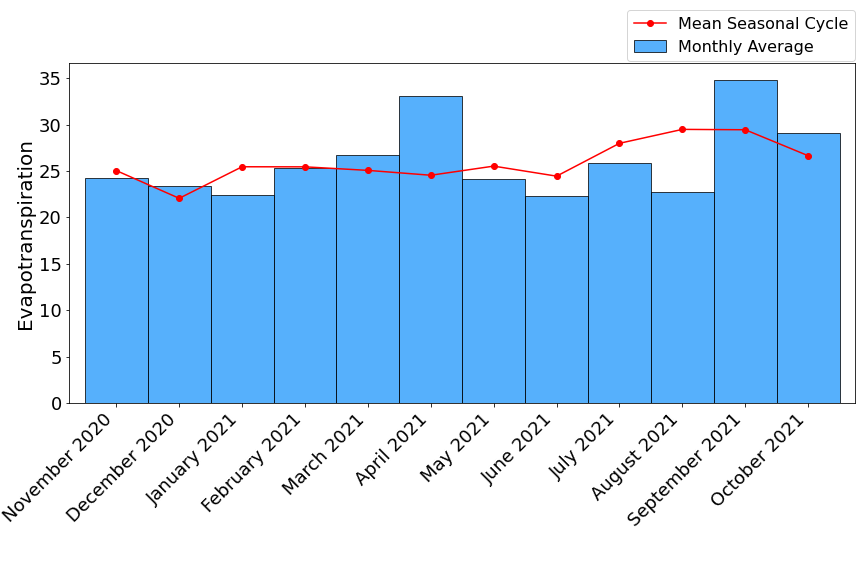 Mean Seasonal Cycle
Monthly Average
Evapotranspiration
35
30
25
20
15
10
5
0
November 2020
December 2020
January 2021
February 2021
March 2021
April 2021
May 2021
June 2021
July 2021
August 2021
September 2021
October 2021